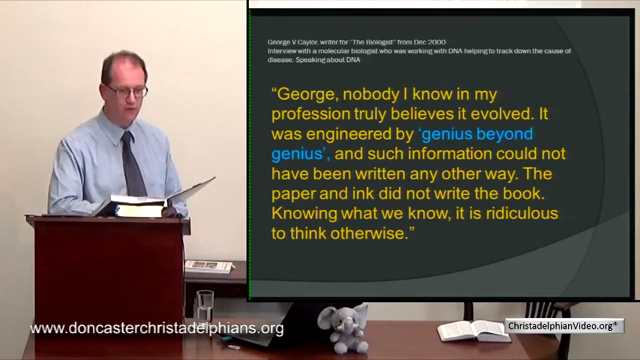 George V Caylor, writer for "The Biologist" from Dec 2000
Interview with a molecular biologist who was working with DNA helping to track down the cause of
disease. Speaking about DNA
“George, nobody I know in my
profession truly believes it evolved. It
was engineered by ‘genius beyond
genius’, and such information could not
have been written any other way. The
paper and ink did not write the book.
Knowing what we know, it is ridiculous
to think otherwise.”
www.doncasterchristadelphians.org
ChristadelphianVideo.org°